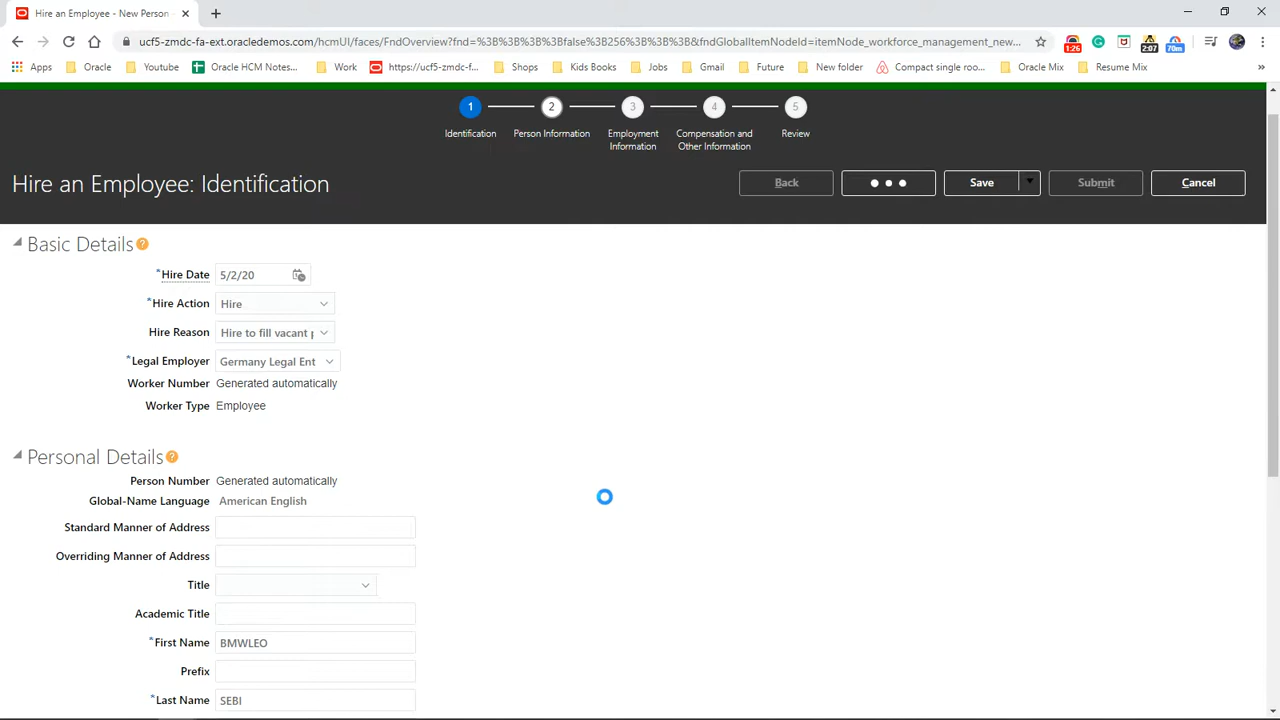 Hire an Employee - New Person
ucf5-zmdc-fa-ext.oracledemos.com/hcmUI/faces/FndOverview?fnd=%3B%3B%3B%3Bfalse%3B256%3B%3B%3B&fndGlobalItemNodeId=itemNode_workforce_management_new...
1:26
2:07
70m
Apps Oracle Youtube Oracle HCM Notes... Work https://ucf5-zmdc-f... Shops Kids Books Jobs Gmail Future New folder Compact single roo... Oracle Mix Resume Mix »
1 2 3 4 5
Identification Person Information Employment Information Compensation and Other Information Review
Hire an Employee: Identification
Back Save Submit Cancel
Basic Details ?
*Hire Date 5/2/20
*Hire Action Hire
Hire Reason Hire to fill vacant p
*Legal Employer Germany Legal Ent
Worker Number Generated automatically
Worker Type Employee
Personal Details ?
Person Number Generated automatically
Global-Name Language American English
Standard Manner of Address
Overriding Manner of Address
Title
Academic Title
*First Name BMWLEO
Prefix
*Last Name SEBI